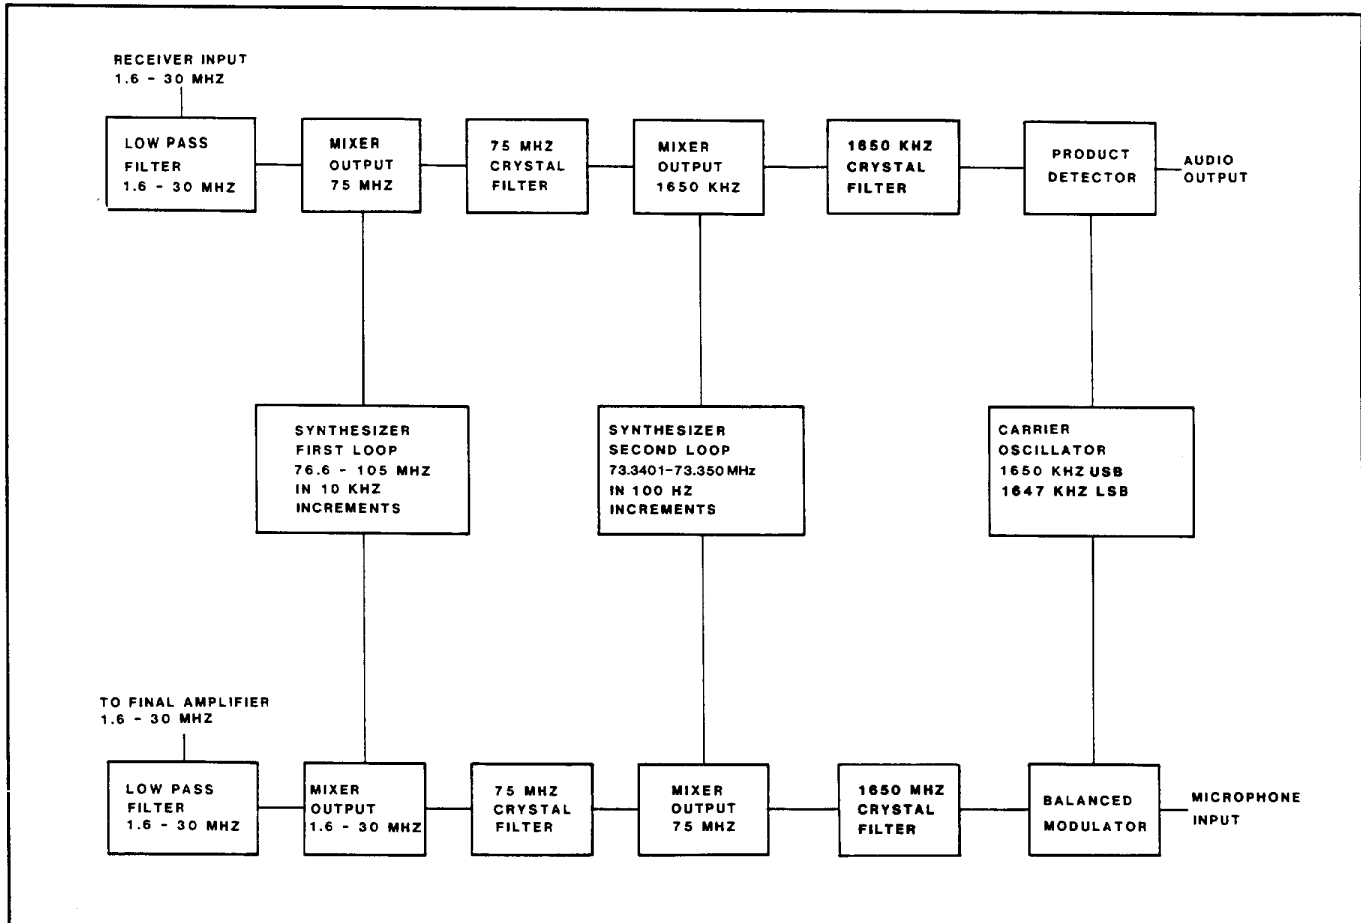 RECEIVER INPUT
1.6 - 30 MHZ
LOW PASS
FILTER
1.6 - 30 MHZ
MIXER
OUTPUT
75 MHZ
75 MHZ
CRYSTAL
FILTER
MIXER
OUTPUT
1650 KHZ
1650 KHZ
CRYSTAL
FILTER
PRODUCT
DETECTOR
AUDIO
OUTPUT
SYNTHESIZER
FIRST LOOP
76.6 - 105 MHZ
IN 10 KHZ
INCREMENTS
SYNTHESIZER
SECOND LOOP
73.3401-73.350 MHz
IN 100 HZ
INCREMENTS
CARRIER
OSCILLATOR
1650 KHZ USB
1647 KHZ LSB
TO FINAL AMPLIFIER
1.6 - 30 MHZ
LOW PASS
FILTER
1.6 - 30 MHZ
MIXER
OUTPUT
1.6 - 30 MHZ
75 MHZ
CRYSTAL
FILTER
MIXER
OUTPUT
75 MHZ
1650 MHZ
CRYSTAL
FILTER
BALANCED
MODULATOR
MICROPHONE
INPUT